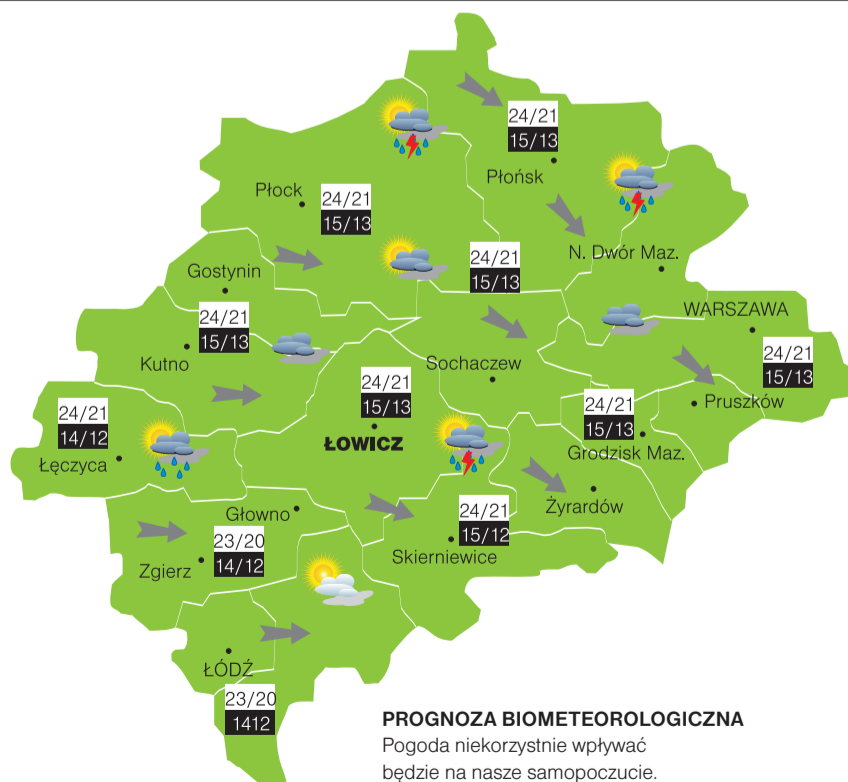 24/21
15/13
Płońsk
Płock
24/21
15/13
N. Dwór Maz.
24/21
15/13
Gostynin
24/21
15/13
Kutno
WARSZAWA
24/21
15/13
Sochaczew
Pruszków
24/21
15/13
ŁOWICZ
24/21
14/12
Łęczyca
24/21
15/13
Grodzisk Maz.
Żyrardów
Głowno
24/21
15/12
Skierniewice
23/20
14/12
Zgierz
ŁÓDŹ
23/20
1412
PROGNOZA BIOMETEOROLOGICZNA
Pogoda niekorzystnie wpływać
będzie na nasze samopoczucie.